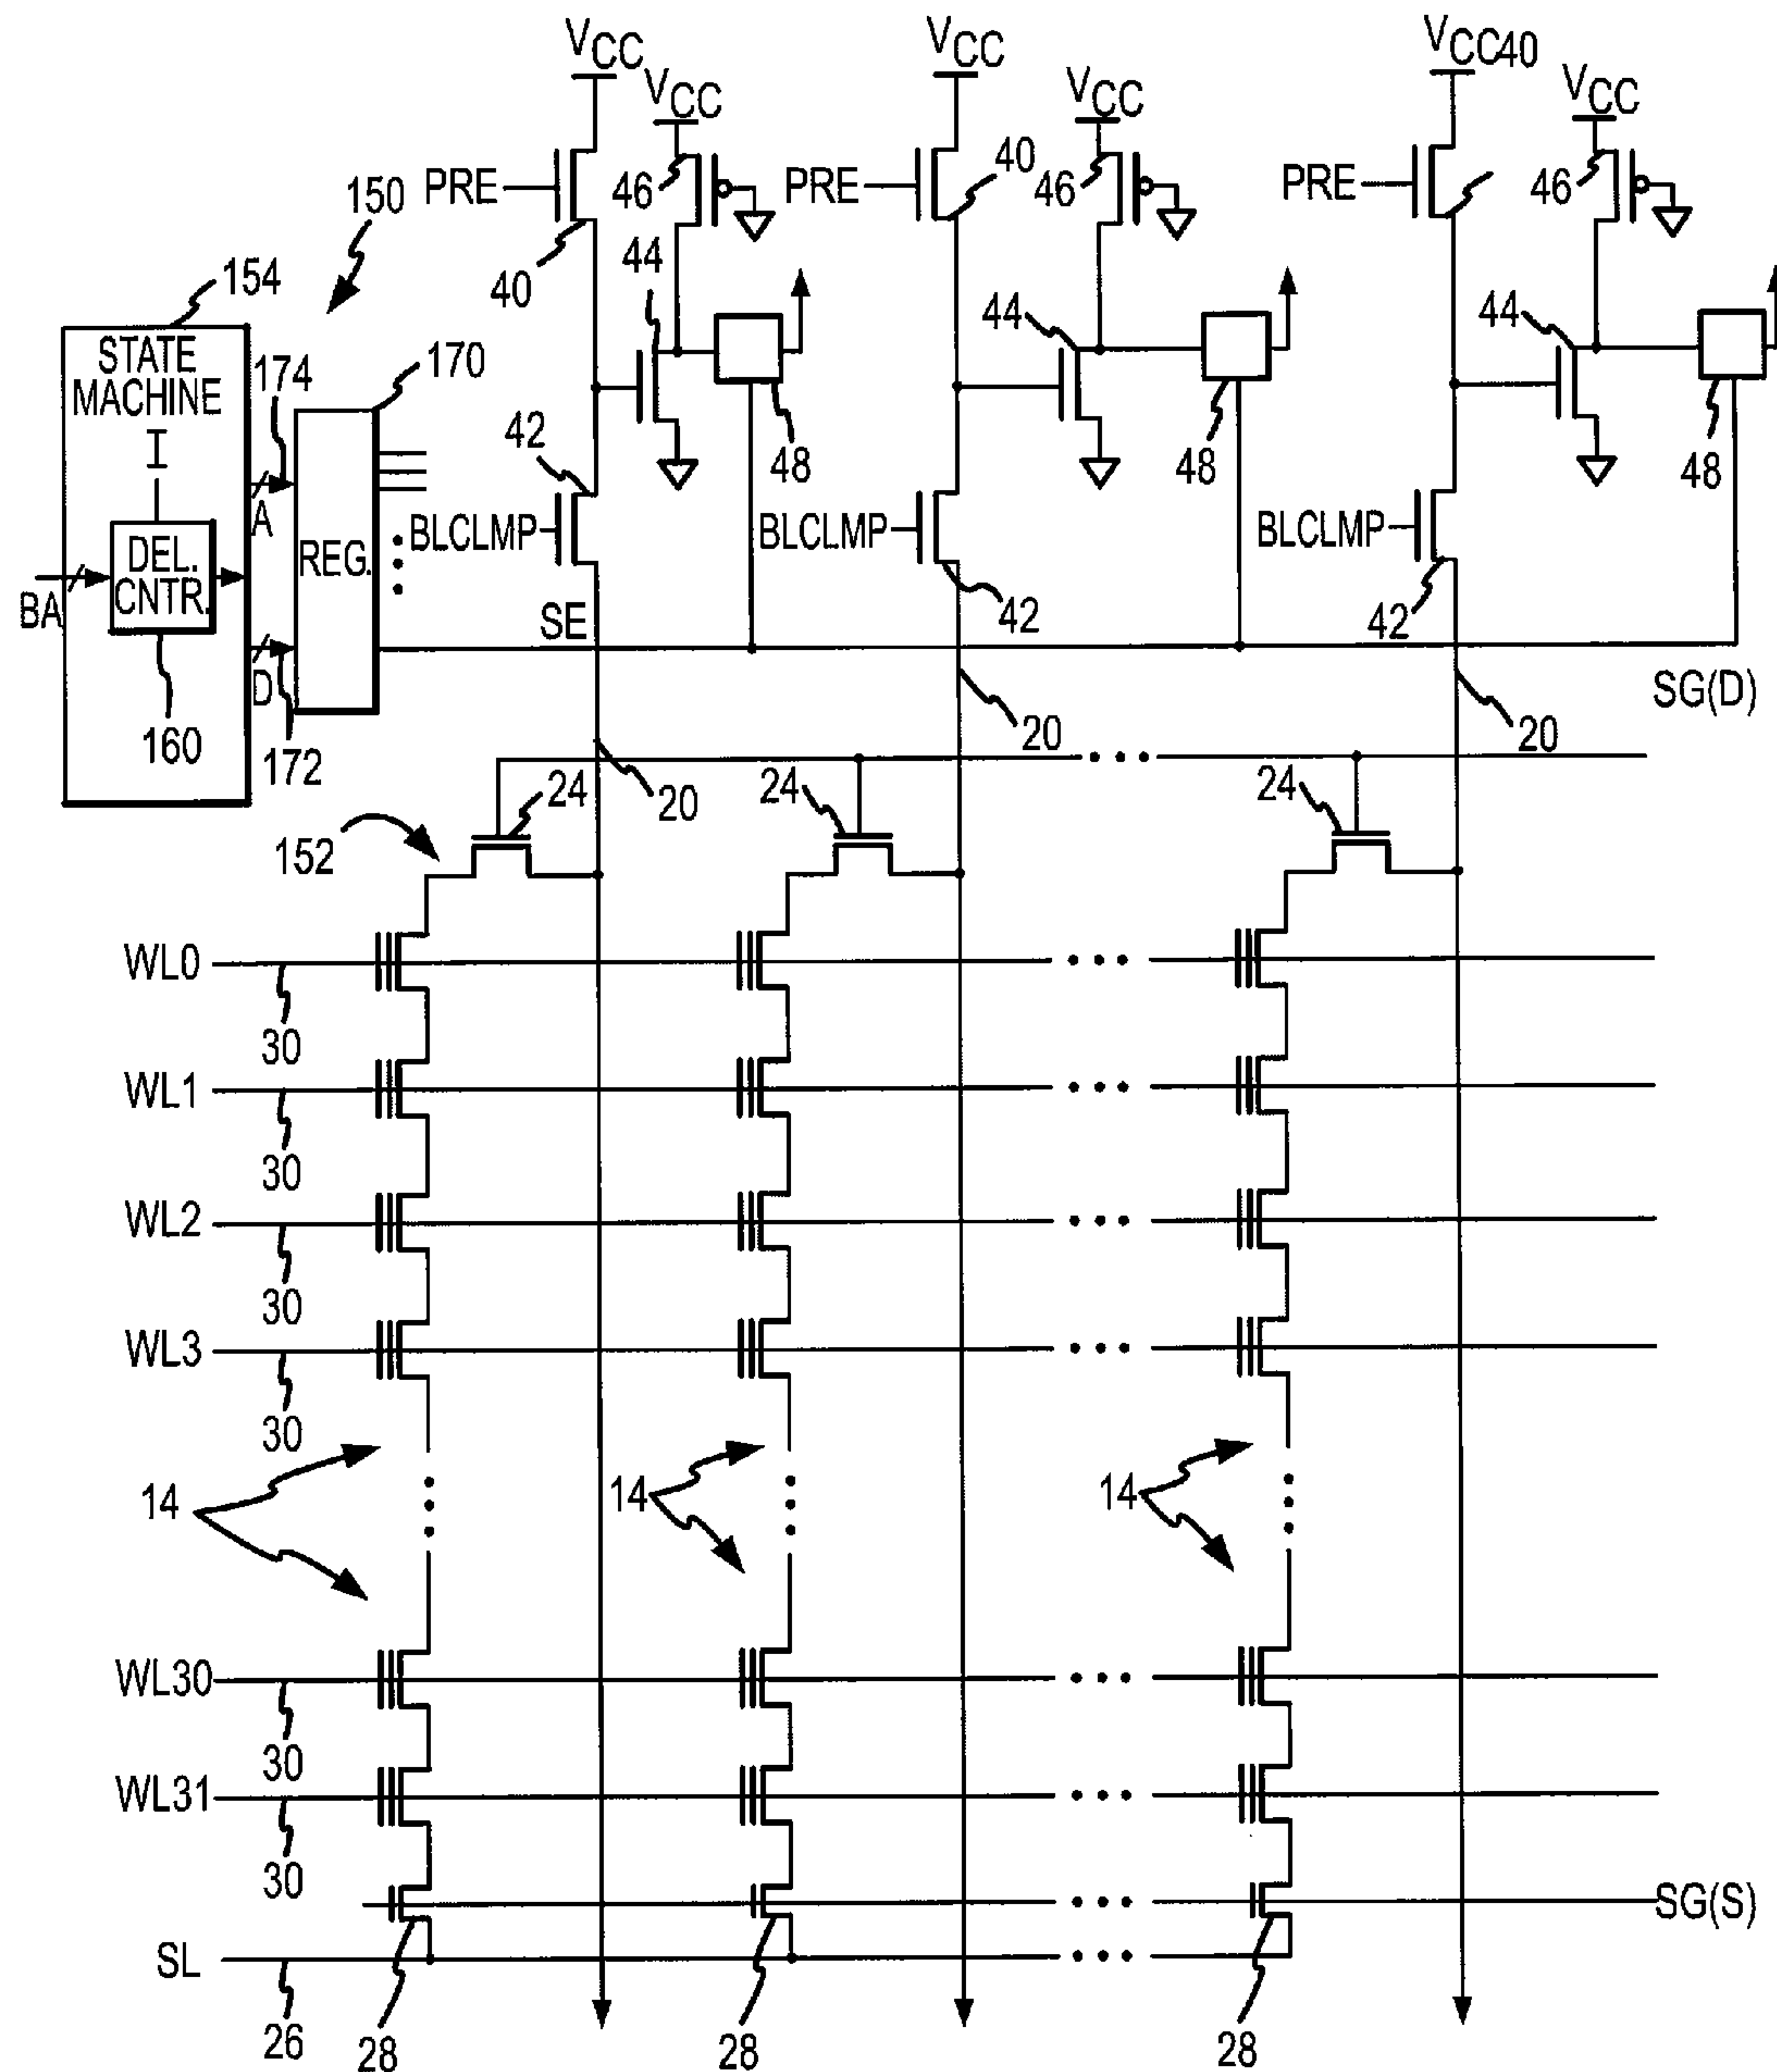 VCC VCC VCC 40
VCC VCC VCC
PRE 46 PRE 40 46 PRE 46
150
154 40 44 44 44
STATE
MACHINE
I
174 170
A
42 48 48 48
BLCLMP BLCLMP BLCLMP
DEL.
CNTR.
REG.
BA
SE 42 42
D
SG(D)
160 172 20 20 20
24 24 24
152
WL0
30
WL1
30
WL2
30
WL3
30
14 14 14
WL30
30
WL31
30
SG(S)
SL
26 28 28 28